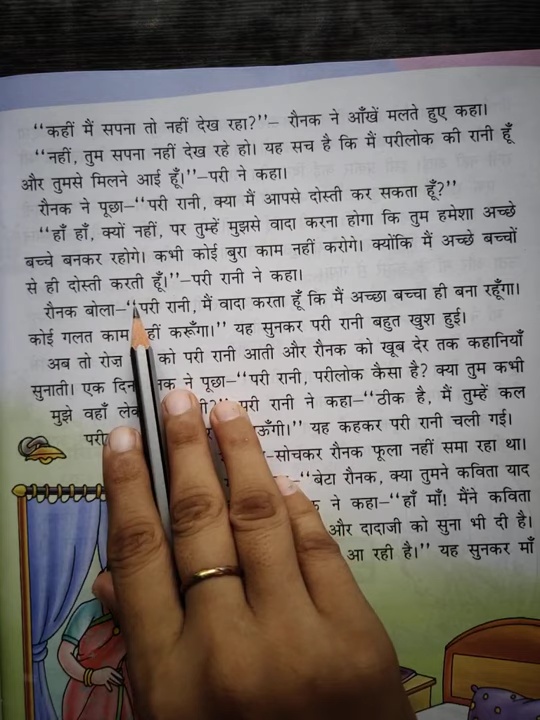 “कहीं मैं सपना तो नहीं देख रहा?”– रौनक ने आँखें मलते हुए कहा।
“नहीं, तुम सपना नहीं देख रहे हो। यह सच है कि मैं परीलोक की रानी हूँ
और तुमसे मिलने आई हूँ।”–परी ने कहा।
रौनक ने पूछा–“परी रानी, क्या मैं आपसे दोस्ती कर सकता हूँ?”
“हाँ हाँ, क्यों नहीं, पर तुम्हें मुझसे वादा करना होगा कि तुम हमेशा अच्छे
बच्चे बनकर रहोगे। कभी कोई बुरा काम नहीं करोगे। क्योंकि मैं अच्छे बच्चों
से ही दोस्ती करती हूँ।”–परी रानी ने कहा।
रौनक बोला–“परी रानी, मैं वादा करता हूँ कि मैं अच्छा बच्चा ही बना रहूँगा।
कोई गलत काम करूँगा।” यह सुनकर परी रानी बहुत खुश हुई।
अब तो रोज को परी रानी आती और रौनक को खूब देर तक कहानियाँ
सुनाती। एक ने पूछा–“परी रानी, परीलोक कैसा है? क्या तुम कभी
मुझे वहाँ परी रानी ने कहा–“ठीक है, मैं तुम्हें कल
यह कहकर परी रानी चली गई।
सोचकर रौनक फूला नहीं समा रहा था।
“बेटा रौनक, क्या तुमने कविता याद
ने कहा–“हाँ माँ! मैंने कविता
और दादाजी को सुना भी दी है।
आ रही है।” यह सुनकर माँ